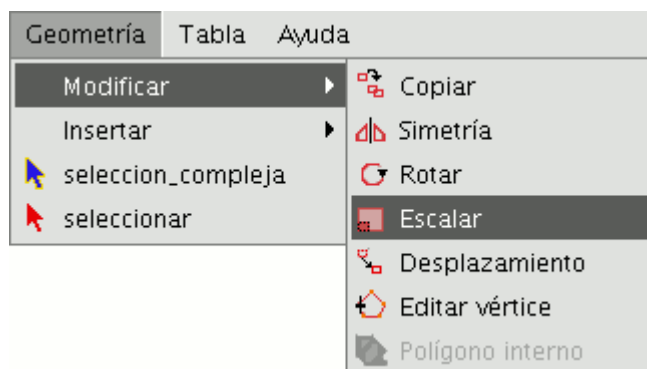 Geometría Tabla Ayuda
Modificar
Insertar
seleccion_compleja
seleccionar
Copiar
Simetría
Rotar
Escalar
Desplazamiento
Editar vértice
Polígono interno